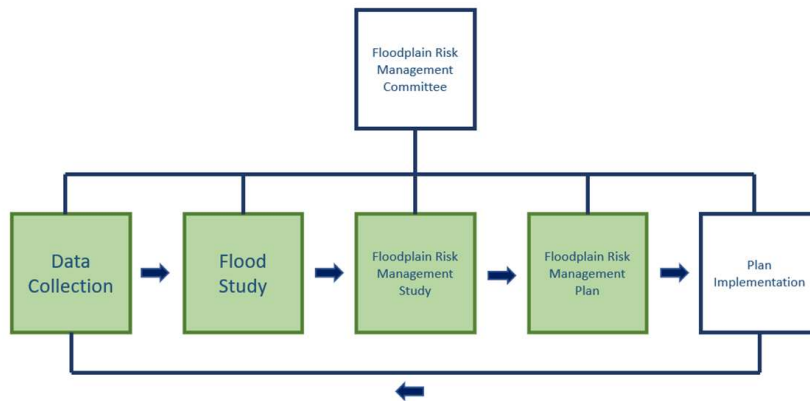 Floodplain Risk
Management
Committee
Data
Collection
Flood
Study
Floodplain Risk
Management
Study
Floodplain Risk
Management
Plan
Plan
Implementation